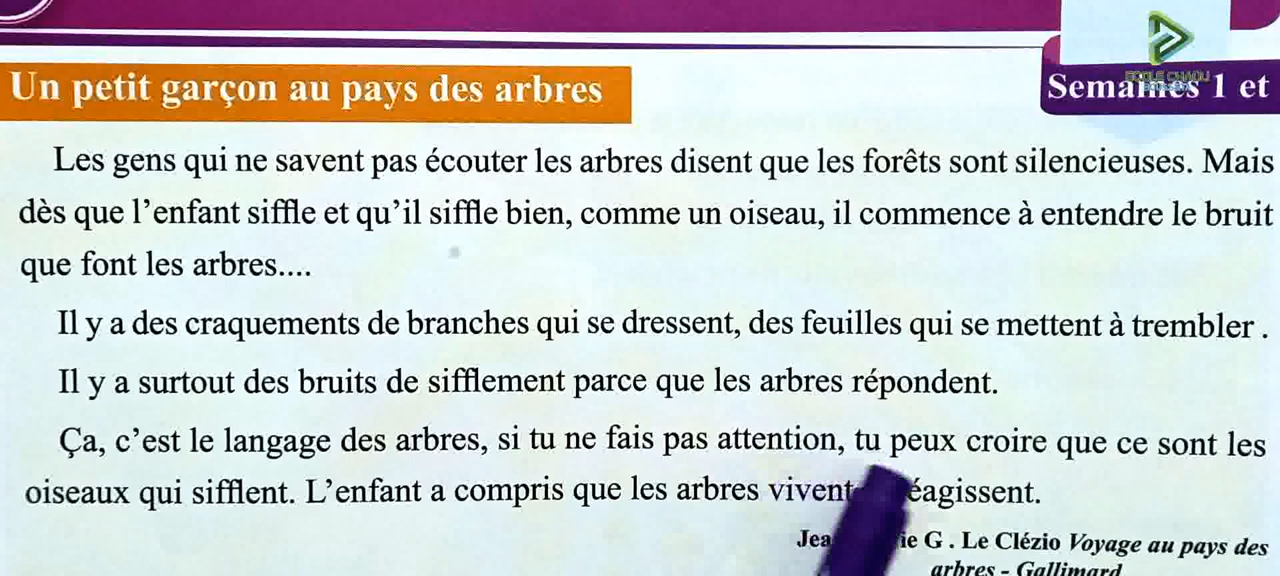 Un petit garçon au pays des arbres
ECOLE CHAOU
Semaines 1 et
Les gens qui ne savent pas écouter les arbres disent que les forêts sont silencieuses. Mais
dès que l'enfant siffle et qu'il siffle bien, comme un oiseau, il commence à entendre le bruit
que font les arbres....
Il y a des craquements de branches qui se dressent, des feuilles qui se mettent à trembler .
Il y a surtout des bruits de sifflement parce que les arbres répondent.
Ça, c'est le langage des arbres, si tu ne fais pas attention, tu peux croire que ce sont les
oiseaux qui sifflent. L'enfant a compris que les arbres vivent éagissent.
Jea ie G . Le Clézio Voyage au pays des
arbres - Gallimard